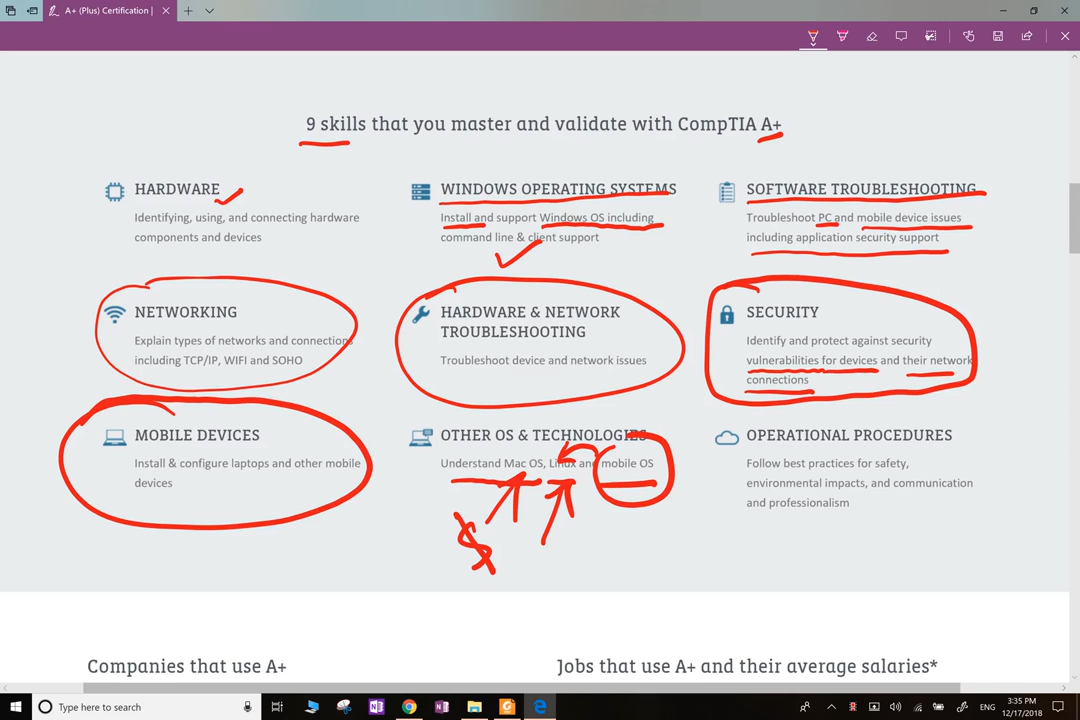 A+ (Plus) Certification |
9 skills that you master and validate with CompTIA A+
HARDWARE
Identifying, using, and connecting hardware
components and devices
WINDOWS OPERATING SYSTEMS
Install and support Windows OS including
command line & client support
SOFTWARE TROUBLESHOOTING
Troubleshoot PC and mobile device issues
including application security support
NETWORKING
Explain types of networks and connections
including TCP/IP, WIFI and SOHO
HARDWARE & NETWORK
TROUBLESHOOTING
Troubleshoot device and network issues
SECURITY
Identify and protect against security
vulnerabilities for devices and their network
connections
MOBILE DEVICES
Install & configure laptops and other mobile
devices
OTHER OS & TECHNOLOGIES
Understand Mac OS, Linux and mobile OS
$
OPERATIONAL PROCEDURES
Follow best practices for safety,
environmental impacts, and communication
and professionalism
Companies that use A+
Jobs that use A+ and their average salaries*
Type here to search
ENG
3:35 PM
12/17/2018